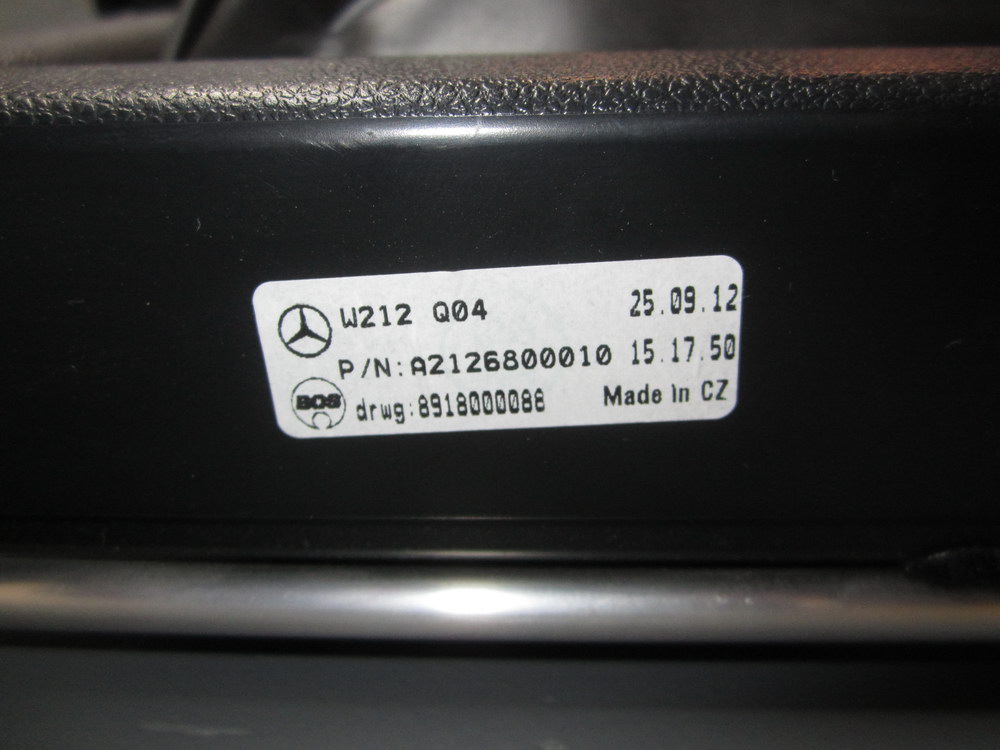 W212 Q04 25.09.12
P/N:A2126800010 15.17.50
BOS drwg:8918000088 Made In CZ